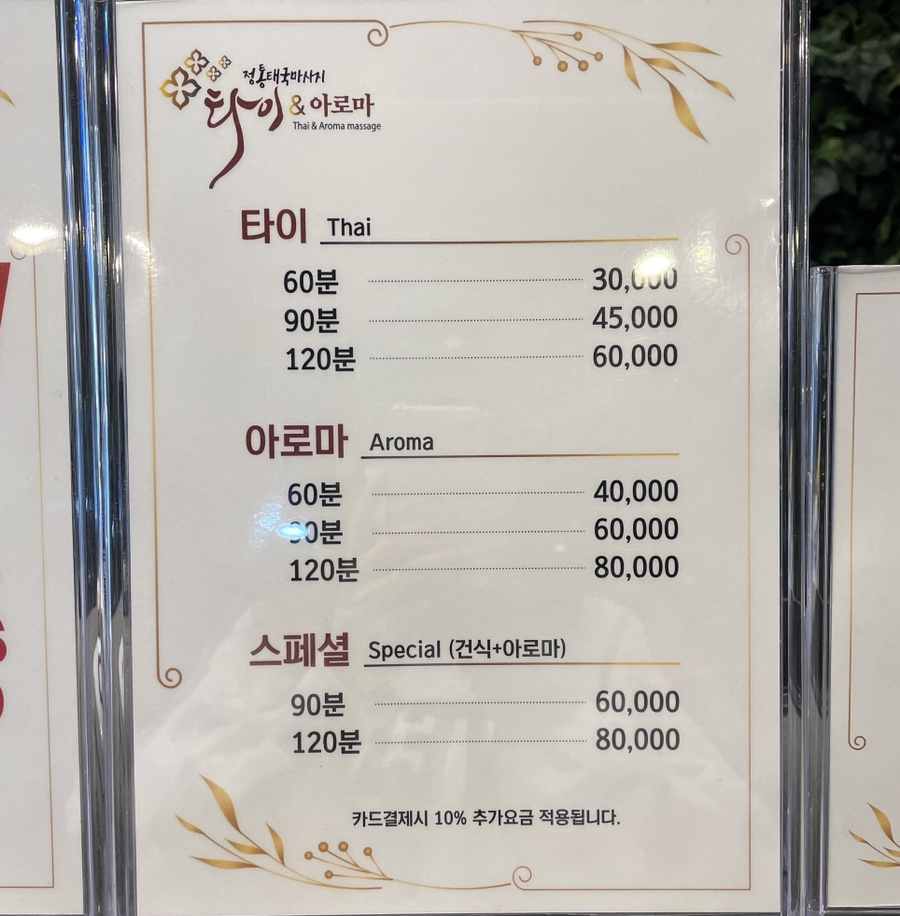 정통태국마사지
타이 & 아로마
Thai & Aroma massage
타이 Thai
60분 30,000
90분 45,000
120분 60,000
아로마 Aroma
60분 40,000
90분 60,000
120분 80,000
스페셜 Special (건식+아로마)
90분 60,000
120분 80,000
카드결제시 10% 추가요금 적용됩니다.